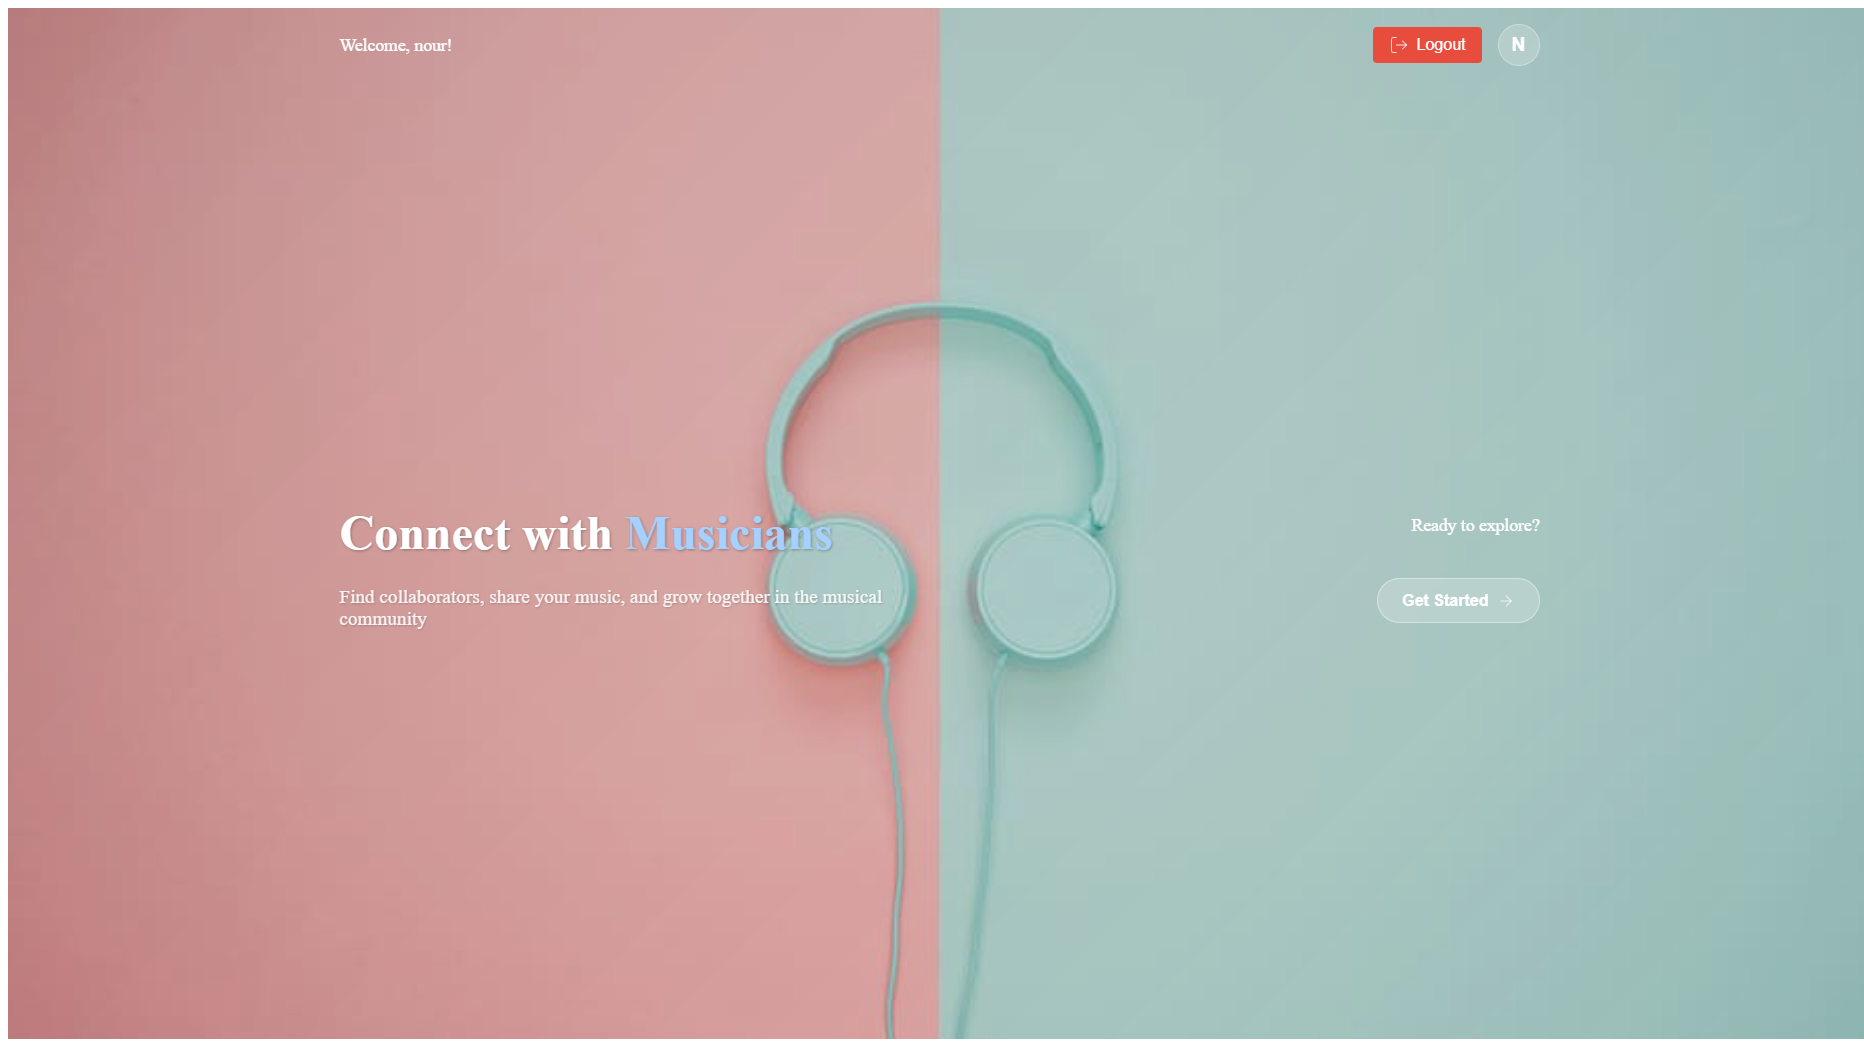 Welcome, nour!
Logout
N
Connect with Musicians
Ready to explore?
Find collaborators, share your music, and grow together in the musical
community
Get Started